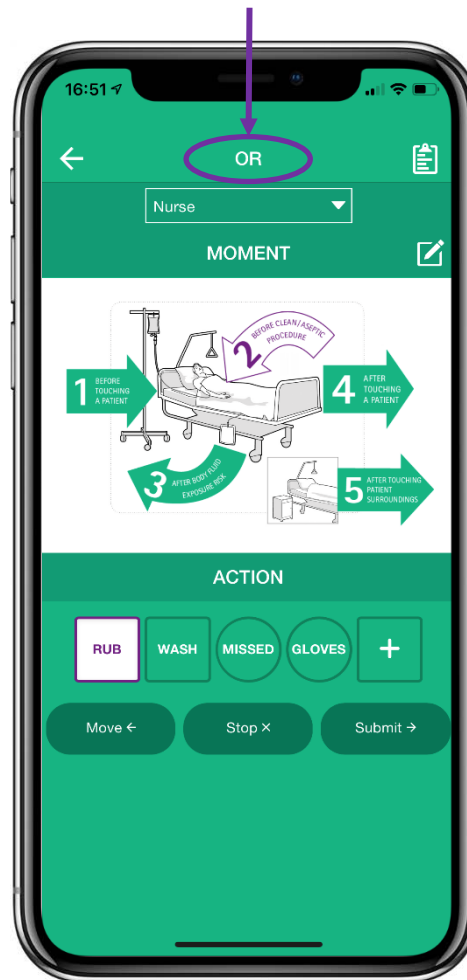 16:51
OR
Nurse
MOMENT
1 BEFORE
TOUCHING
A PATIENT
2 BEFORE CLEAN/ASEPTIC
PROCEDURE
3 AFTER BODY FLUID
EXPOSURE RISK
4 AFTER
TOUCHING
A PATIENT
5 AFTER TOUCHING
PATIENT
SURROUNDINGS
ACTION
RUB WASH MISSED GLOVES +
Move ← Stop × Submit →